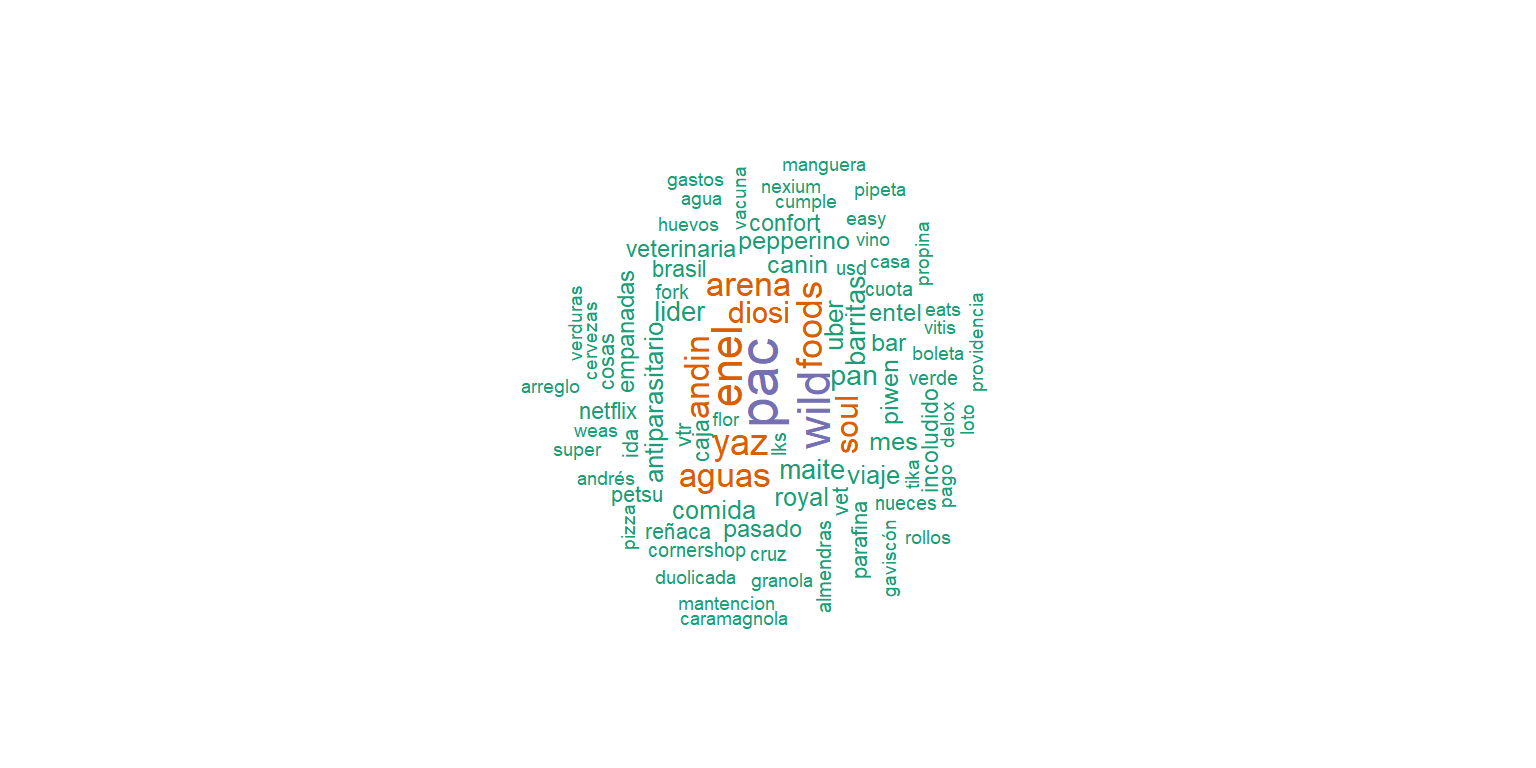 manguera
gastos
vacuna
nexium
pipeta
agua
cumple
huevos
confort
easy
propina
veterinaria
pepperino
vino
brasil
canin
usd
casa
empanadas
fork
arena
foods
barritas
cuota
verduras
cervezas
lider
diosi
uber
entel
eats
providencia
cosas
antiparasitario
andin
enel
pac
wild
bar
vitis
boleta
arreglo
pan
piwen
verde
netflix
flor
soul
incoludido
delox
loto
weas
ida
vtr
caja
yaz
lks
mes
super
andrés
aguas
maite
viaje
tika
pago
petsu
royal
vet
nueces
pizza
comida
reñaca
pasado
parafina
gaviscón
rollos
cornershop
cruz
almendras
duolicada
granola
mantencion
caramagnola